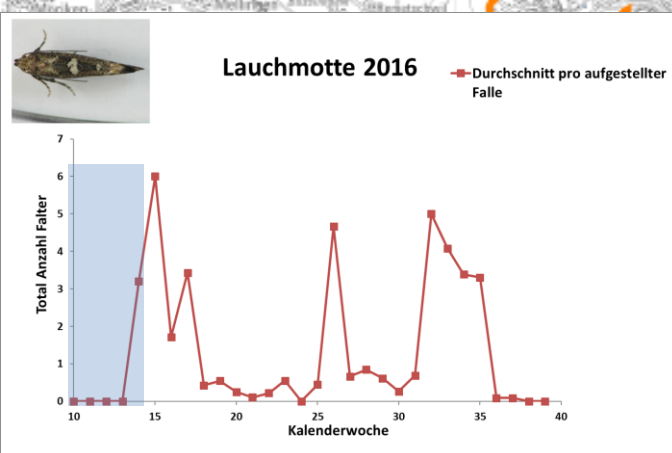 Lauchmotte 2016
Durchschnitt pro aufgestellter
Falle
Total Anzahl Falter
7
6
5
4
3
2
1
0
10 15 20 25 30 35 40
Kalenderwoche